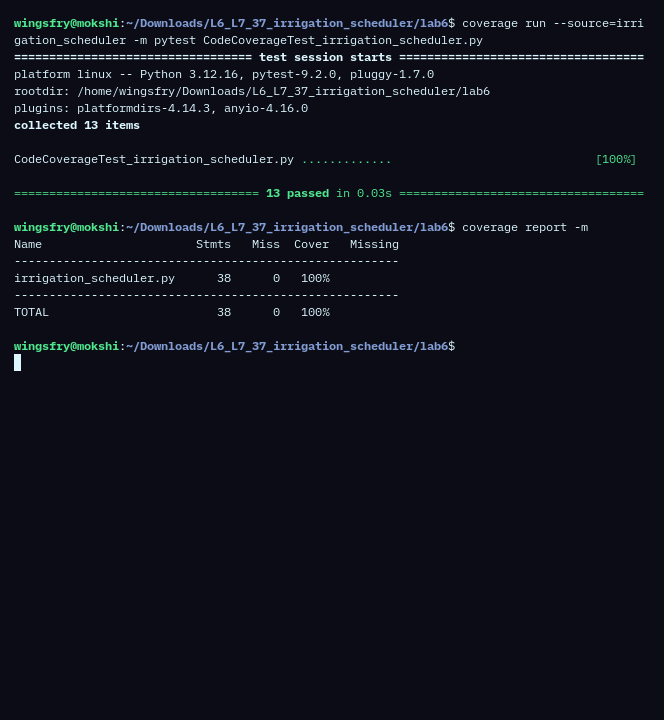 wingsfry@mokshi:~/Downloads/L6_L7_37_irrigation_scheduler/lab6$ coverage run --source=irri
gation_scheduler -m pytest CodeCoverageTest_irrigation_scheduler.py
================================== test session starts ===================================
platform linux -- Python 3.12.16, pytest-9.2.0, pluggy-1.7.0
rootdir: /home/wingsfry/Downloads/L6_L7_37_irrigation_scheduler/lab6
plugins: platformdirs-4.14.3, anyio-4.16.0
collected 13 items
CodeCoverageTest_irrigation_scheduler.py .............                             [100%]
=================================== 13 passed in 0.03s ===================================
wingsfry@mokshi:~/Downloads/L6_L7_37_irrigation_scheduler/lab6$ coverage report -m
Name                      Stmts   Miss  Cover   Missing
-------------------------------------------------------
irrigation_scheduler.py      38      0   100%
-------------------------------------------------------
TOTAL                        38      0   100%
wingsfry@mokshi:~/Downloads/L6_L7_37_irrigation_scheduler/lab6$